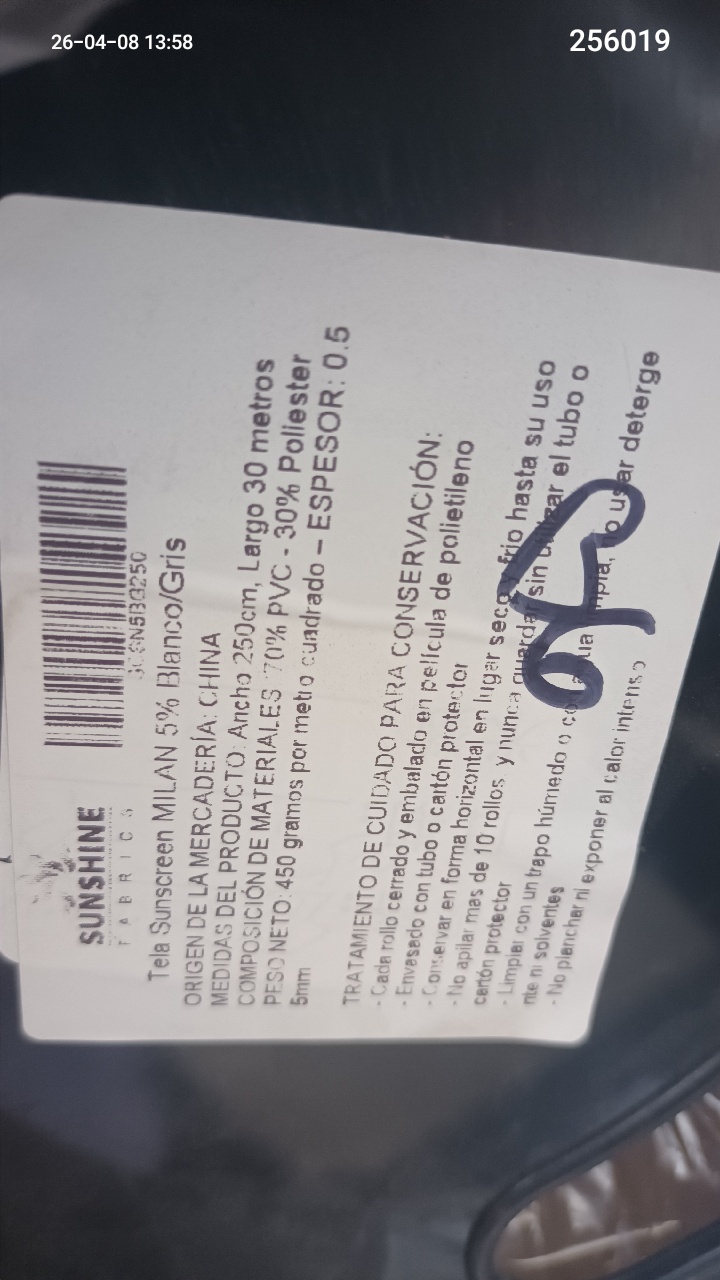 26-04-08 13:58
256019
SUNSHINE
FABRICS
Tela Sunscreen MILAN 5% Blanco/Gris
ORIGEN DE LA MERCADERÍA: CHINA
MEDIDAS DEL PRODUCTO: Ancho 250cm, Largo 30 metros
COMPOSICIÓN DE MATERIALES 70% PVC - 30% Poliester
PESO NETO: 450 gramos por metro cuadrado – ESPESOR: 0.5
5mm
TRATAMIENTO DE CUIDADO PARA CONSERVACIÓN:
- Cada rollo cerrado y embalado en película de polietileno
- Envasado con tubo o cartón protector
- Conservar en forma horizontal en lugar seco y frio hasta su uso
- No apilar mas de 10 rollos y nunca guardar sin utilizar el tubo o
cartón protector
- Limpiar con un trapo húmedo o con agua limpia, no usar deterge
nte ni solventes
- No planchar ni exponer al calor intenso